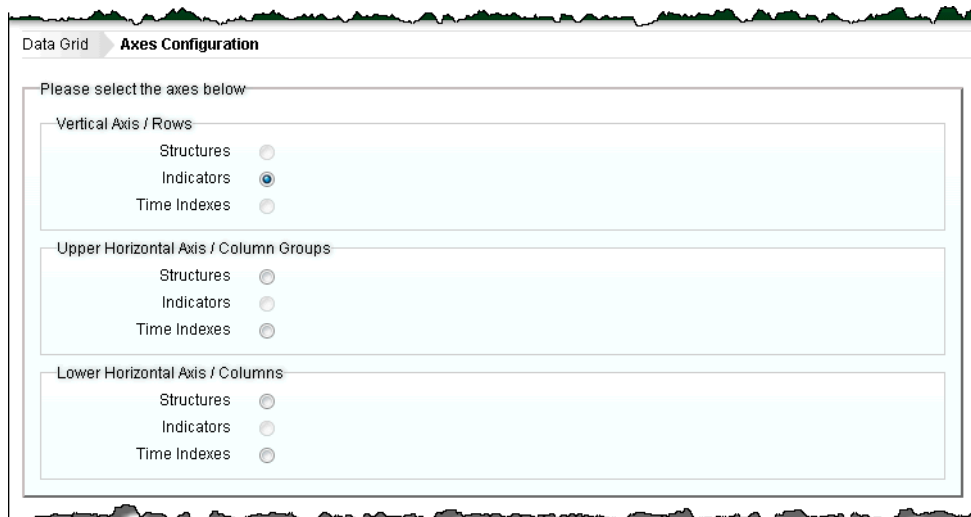 Data Grid Axes Configuration
Please select the axes below
Vertical Axis / Rows
Structures
Indicators
Time Indexes
Upper Horizontal Axis / Column Groups
Structures
Indicators
Time Indexes
Lower Horizontal Axis / Columns
Structures
Indicators
Time Indexes